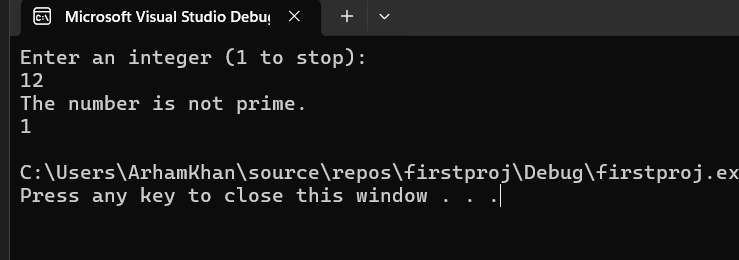 Microsoft Visual Studio Debu
Enter an integer (1 to stop):
12
The number is not prime.
1
C:\Users\ArhamKhan\source\repos\firstproj\Debug\firstproj.ex
Press any key to close this window . . .